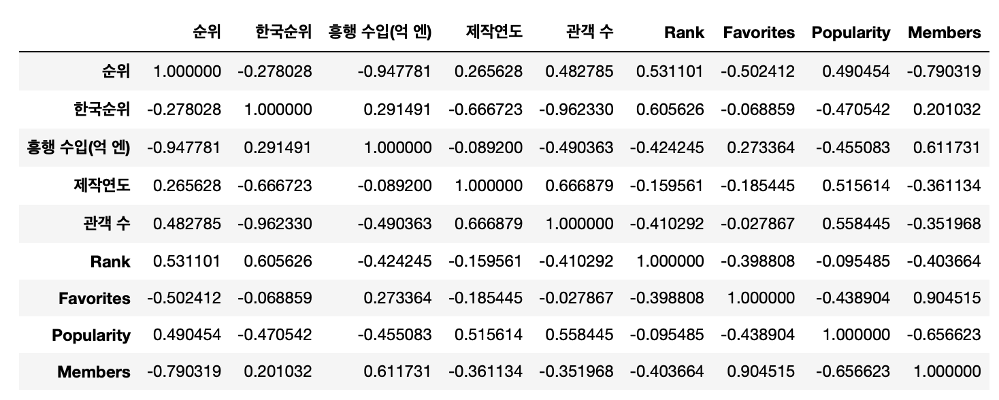 순위 한국순위 흥행 수입(억 엔) 제작연도 관객 수 Rank Favorites Popularity Members
순위 1.000000 -0.278028 -0.947781 0.265628 0.482785 0.531101 -0.502412 0.490454 -0.790319
한국순위 -0.278028 1.000000 0.291491 -0.666723 -0.962330 0.605626 -0.068859 -0.470542 0.201032
흥행 수입(억 엔) -0.947781 0.291491 1.000000 -0.089200 -0.490363 -0.424245 0.273364 -0.455083 0.611731
제작연도 0.265628 -0.666723 -0.089200 1.000000 0.666879 -0.159561 -0.185445 0.515614 -0.361134
관객 수 0.482785 -0.962330 -0.490363 0.666879 1.000000 -0.410292 -0.027867 0.558445 -0.351968
Rank 0.531101 0.605626 -0.424245 -0.159561 -0.410292 1.000000 -0.398808 -0.095485 -0.403664
Favorites -0.502412 -0.068859 0.273364 -0.185445 -0.027867 -0.398808 1.000000 -0.438904 0.904515
Popularity 0.490454 -0.470542 -0.455083 0.515614 0.558445 -0.095485 -0.438904 1.000000 -0.656623
Members -0.790319 0.201032 0.611731 -0.361134 -0.351968 -0.403664 0.904515 -0.656623 1.000000